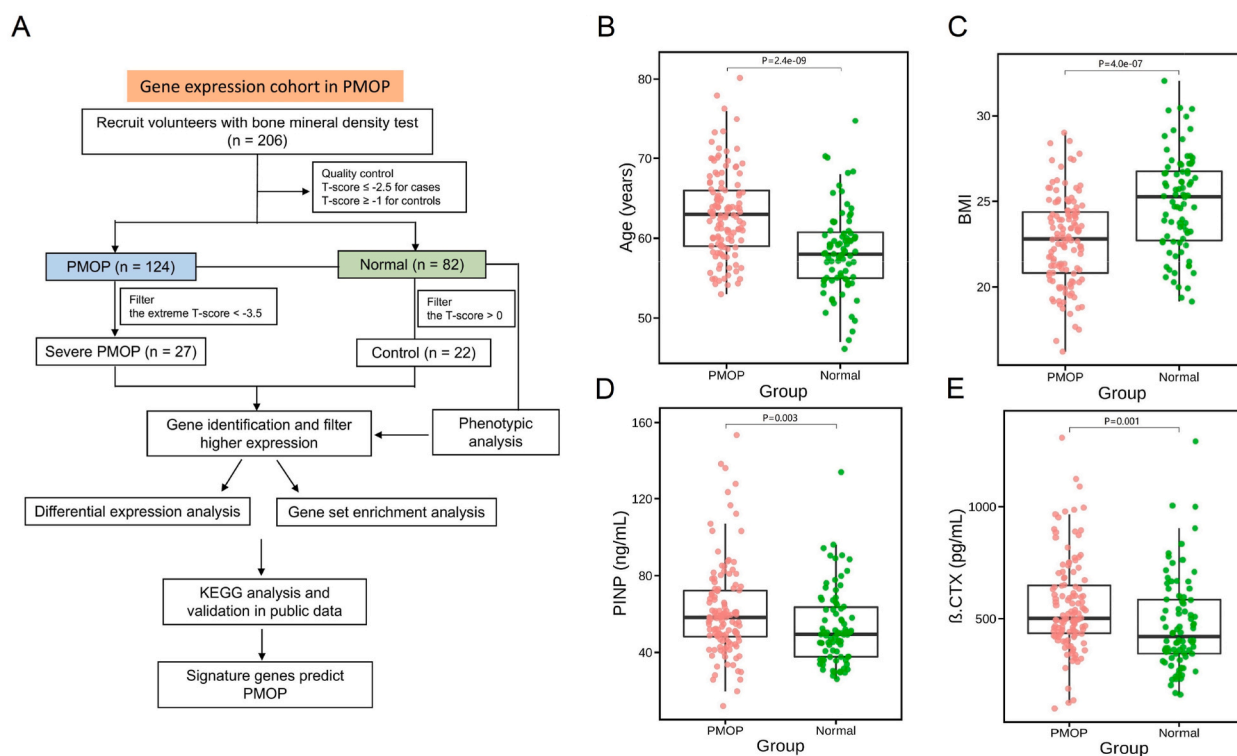 A
Gene expression cohort in PMOP
Recruit volunteers with bone mineral density test
(n = 206)
Quality control
T-score ≤ -2.5 for cases
T-score ≥ -1 for controls
PMOP (n = 124)
Normal (n = 82)
Filter
the extreme T-score < -3.5
Filter
the T-score > 0
Severe PMOP (n = 27)
Control (n = 22)
Gene identification and filter
higher expression
Phenotypic
analysis
Differential expression analysis
Gene set enrichment analysis
KEGG analysis and
validation in public data
Signature genes predict
PMOP
B
P=2.4e-09
Age (years)
80
70
60
50
PMOP
Normal
Group
C
P=4.0e-07
BMI
30
25
20
PMOP
Normal
Group
D
P=0.003
PINP (ng/mL)
160
120
80
40
PMOP
Normal
Group
E
P=0.001
ß.CTX (pg/mL)
1000
500
PMOP
Normal
Group